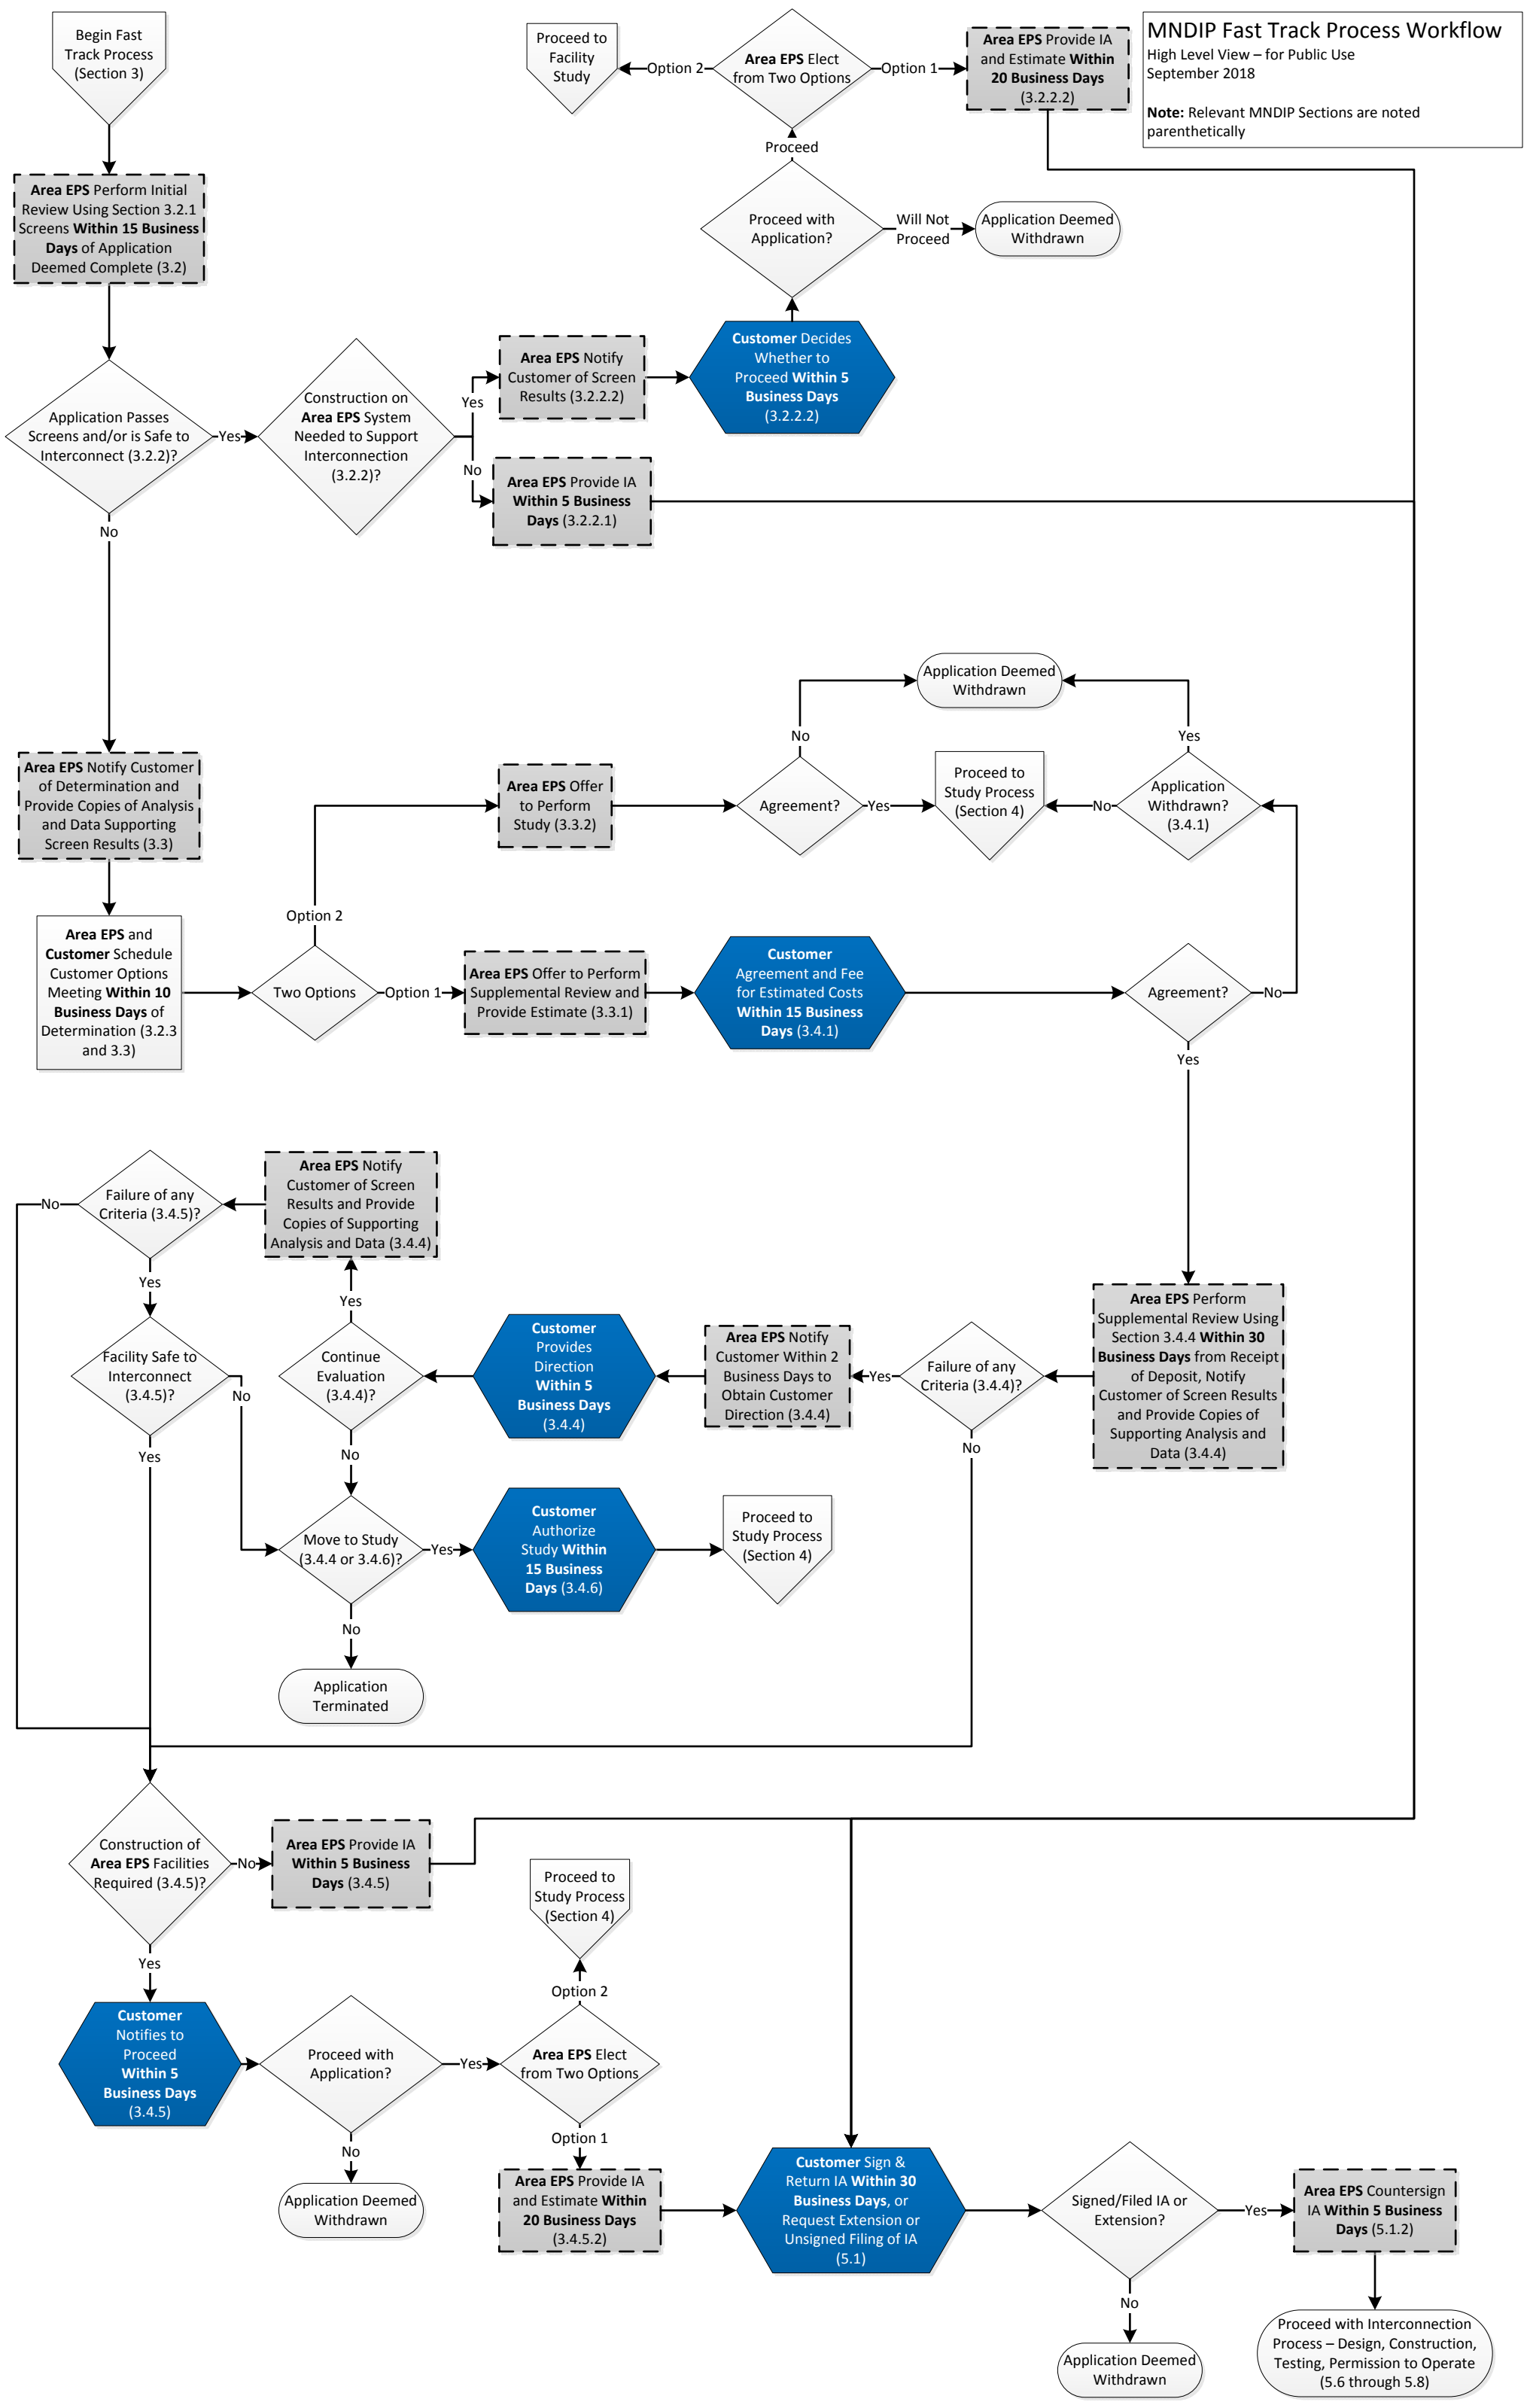 MNDIP Fast Track Process Workflow
High Level View – for Public Use
September 2018
Note: Relevant MNDIP Sections are noted
parenthetically
Begin Fast
Track Process
(Section 3)
Proceed to
Facility
Study
Option 2
Area EPS Elect
from Two Options
Option 1
Area EPS Provide IA
and Estimate Within
20 Business Days
(3.2.2.2)
Proceed
Area EPS Perform Initial
Review Using Section 3.2.1
Screens Within 15 Business
Days of Application
Deemed Complete (3.2)
Proceed with
Application?
Will Not
Proceed
Application Deemed
Withdrawn
Application Passes
Screens and/or is Safe to
Interconnect (3.2.2)?
Yes
Construction on
Area EPS System
Needed to Support
Interconnection
(3.2.2)?
Yes
Area EPS Notify
Customer of Screen
Results (3.2.2.2)
Customer Decides
Whether to
Proceed Within 5
Business Days
(3.2.2.2)
No
Area EPS Provide IA
Within 5 Business
Days (3.2.2.1)
No
Application Deemed
Withdrawn
No
Yes
Area EPS Notify Customer
of Determination and
Provide Copies of Analysis
and Data Supporting
Screen Results (3.3)
Area EPS Offer
to Perform
Study (3.3.2)
Agreement?
Yes
Proceed to
Study Process
(Section 4)
No
Application
Withdrawn?
(3.4.1)
Option 2
Area EPS and
Customer Schedule
Customer Options
Meeting Within 10
Business Days of
Determination (3.2.3
and 3.3)
Two Options
Option 1
Area EPS Offer to Perform
Supplemental Review and
Provide Estimate (3.3.1)
Customer
Agreement and Fee
for Estimated Costs
Within 15 Business
Days (3.4.1)
Agreement?
No
Yes
No
Failure of any
Criteria (3.4.5)?
Area EPS Notify
Customer of Screen
Results and Provide
Copies of Supporting
Analysis and Data (3.4.4)
Yes
Yes
Facility Safe to
Interconnect
(3.4.5)?
No
Continue
Evaluation
(3.4.4)?
Customer
Provides
Direction
Within 5
Business Days
(3.4.4)
Area EPS Notify
Customer Within 2
Business Days to
Obtain Customer
Direction (3.4.4)
Yes
Failure of any
Criteria (3.4.4)?
Area EPS Perform
Supplemental Review Using
Section 3.4.4 Within 30
Business Days from Receipt
of Deposit, Notify
Customer of Screen Results
and Provide Copies of
Supporting Analysis and
Data (3.4.4)
Yes
No
No
Move to Study
(3.4.4 or 3.4.6)?
Yes
Customer
Authorize
Study Within
15 Business
Days (3.4.6)
Proceed to
Study Process
(Section 4)
No
Application
Terminated
Construction of
Area EPS Facilities
Required (3.4.5)?
No
Area EPS Provide IA
Within 5 Business
Days (3.4.5)
Proceed to
Study Process
(Section 4)
Yes
Option 2
Customer
Notifies to
Proceed
Within 5
Business Days
(3.4.5)
Proceed with
Application?
Yes
Area EPS Elect
from Two Options
No
Option 1
Application Deemed
Withdrawn
Area EPS Provide IA
and Estimate Within
20 Business Days
(3.4.5.2)
Customer Sign &
Return IA Within 30
Business Days, or
Request Extension or
Unsigned Filing of IA
(5.1)
Signed/Filed IA or
Extension?
Yes
Area EPS Countersign
IA Within 5 Business
Days (5.1.2)
No
Application Deemed
Withdrawn
Proceed with Interconnection
Process – Design, Construction,
Testing, Permission to Operate
(5.6 through 5.8)